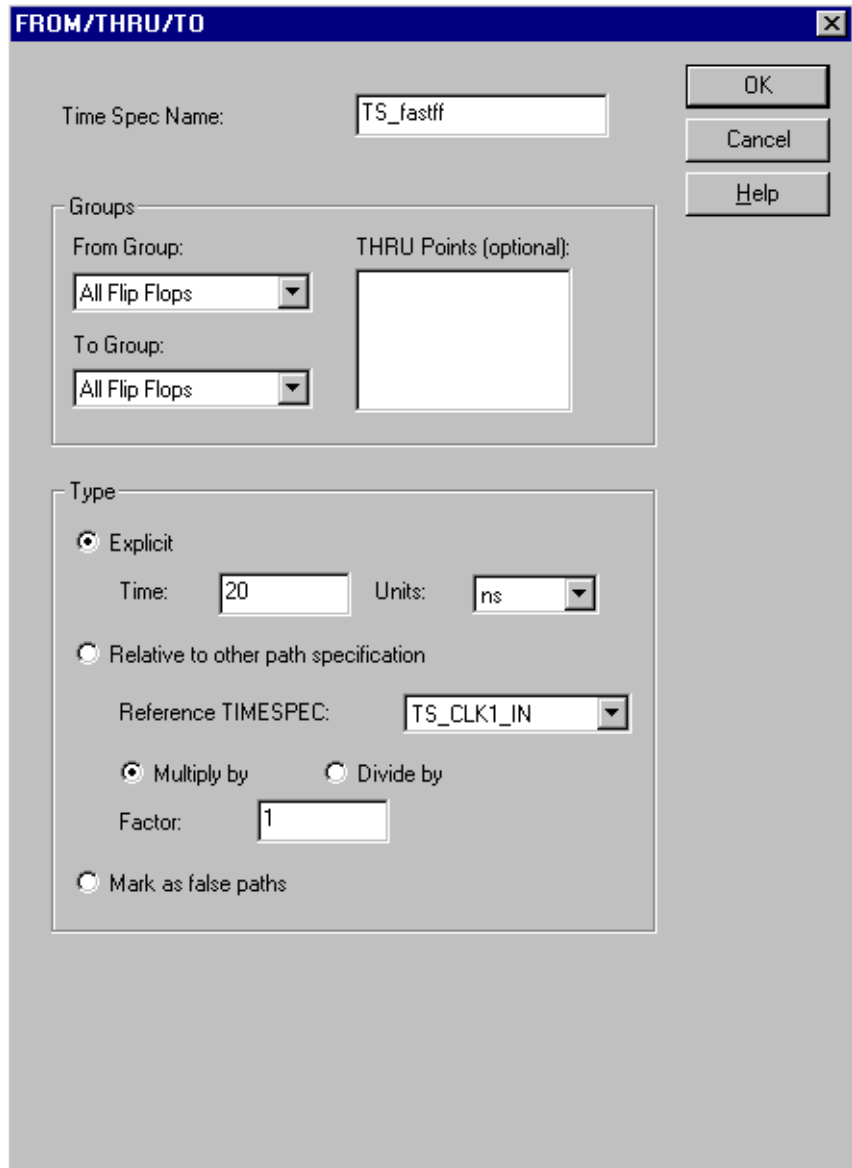 FROM/THRU/TO
OK
Time Spec Name: TS_fastff
Cancel
Help
Groups
From Group: THRU Points (optional):
All Flip Flops
To Group:
All Flip Flops
Type
Explicit
Time: 20 Units: ns
Relative to other path specification
Reference TIMESPEC: TS_CLK1_IN
Multiply by Divide by
Factor: 1
Mark as false paths